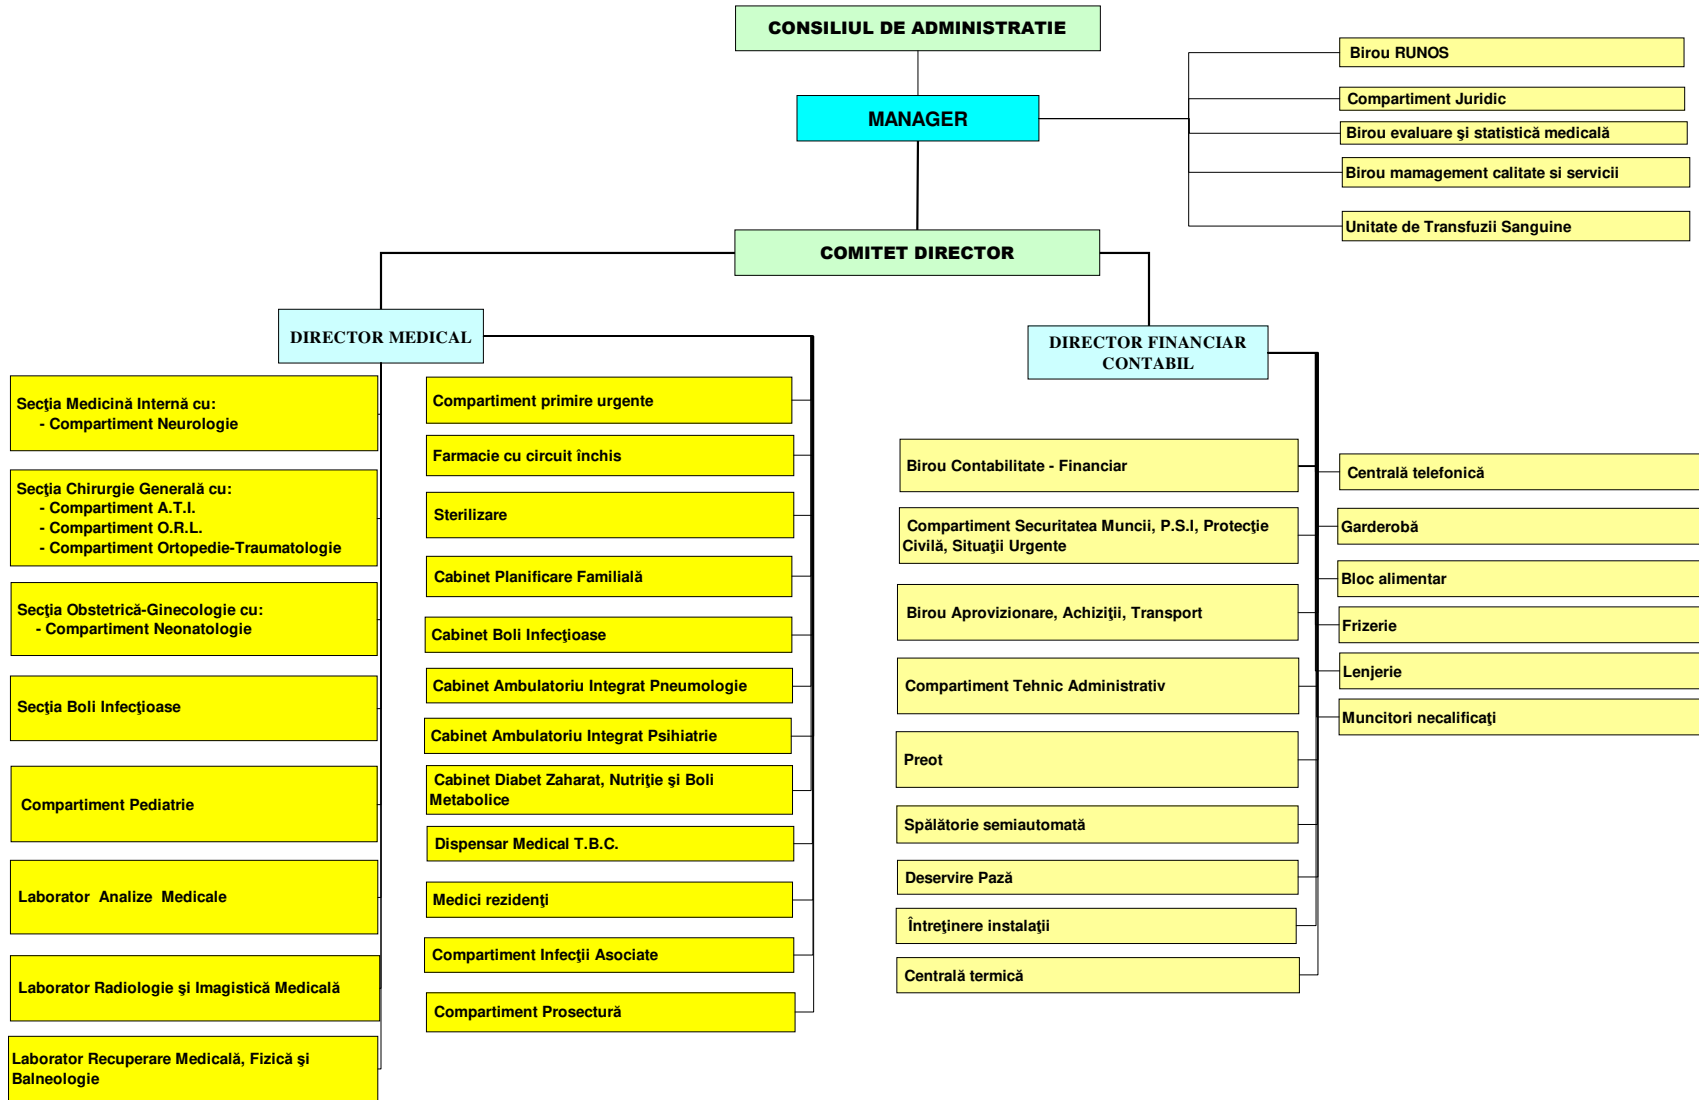 CONSILIUL DE ADMINISTRATIE
MANAGER
Birou RUNOS
Compartiment Juridic
Birou evaluare şi statistică medicală
Birou mamagement calitate si servicii
Unitate de Transfuzii Sanguine
COMITET DIRECTOR
DIRECTOR MEDICAL
DIRECTOR FINANCIAR
CONTABIL
Secţia Medicină Internă cu:
- Compartiment Neurologie
Secţia Chirurgie Generală cu:
- Compartiment A.T.I.
- Compartiment O.R.L.
- Compartiment Ortopedie-Traumatologie
Secţia Obstetrică-Ginecologie cu:
- Compartiment Neonatologie
Secţia Boli Infecţioase
Compartiment Pediatrie
Laborator Analize Medicale
Laborator Radiologie şi Imagistică Medicală
Laborator Recuperare Medicală, Fizică şi
Balneologie
Compartiment primire urgente
Farmacie cu circuit închis
Sterilizare
Cabinet Planificare Familială
Cabinet Boli Infecţioase
Cabinet Ambulatoriu Integrat Pneumologie
Cabinet Ambulatoriu Integrat Psihiatrie
Cabinet Diabet Zaharat, Nutriţie şi Boli
Metabolice
Dispensar Medical T.B.C.
Medici rezidenţi
Compartiment Infecţii Asociate
Compartiment Prosectură
Birou Contabilitate - Financiar
Compartiment Securitatea Muncii, P.S.I, Protecţie
Civilă, Situaţii Urgente
Birou Aprovizionare, Achiziţii, Transport
Compartiment Tehnic Administrativ
Preot
Spălătorie semiautomată
Deservire Pază
Întreţinere instalaţii
Centrală termică
Centrală telefonică
Garderobă
Bloc alimentar
Frizerie
Lenjerie
Muncitori necalificaţi